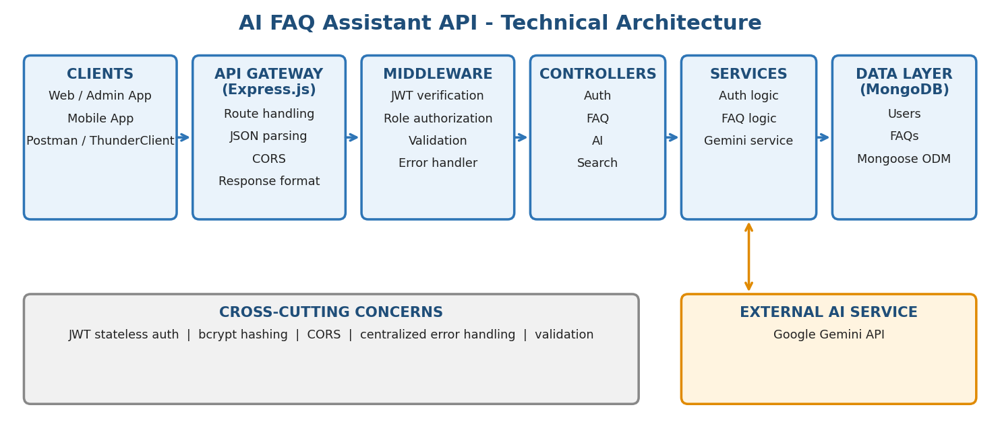 AI FAQ Assistant API - Technical Architecture
CLIENTS
Web / Admin App
Mobile App
Postman / ThunderClient
API GATEWAY
(Express.js)
Route handling
JSON parsing
CORS
Response format
MIDDLEWARE
JWT verification
Role authorization
Validation
Error handler
CONTROLLERS
Auth
FAQ
AI
Search
SERVICES
Auth logic
FAQ logic
Gemini service
DATA LAYER
(MongoDB)
Users
FAQs
Mongoose ODM
CROSS-CUTTING CONCERNS
JWT stateless auth | bcrypt hashing | CORS | centralized error handling | validation
EXTERNAL AI SERVICE
Google Gemini API